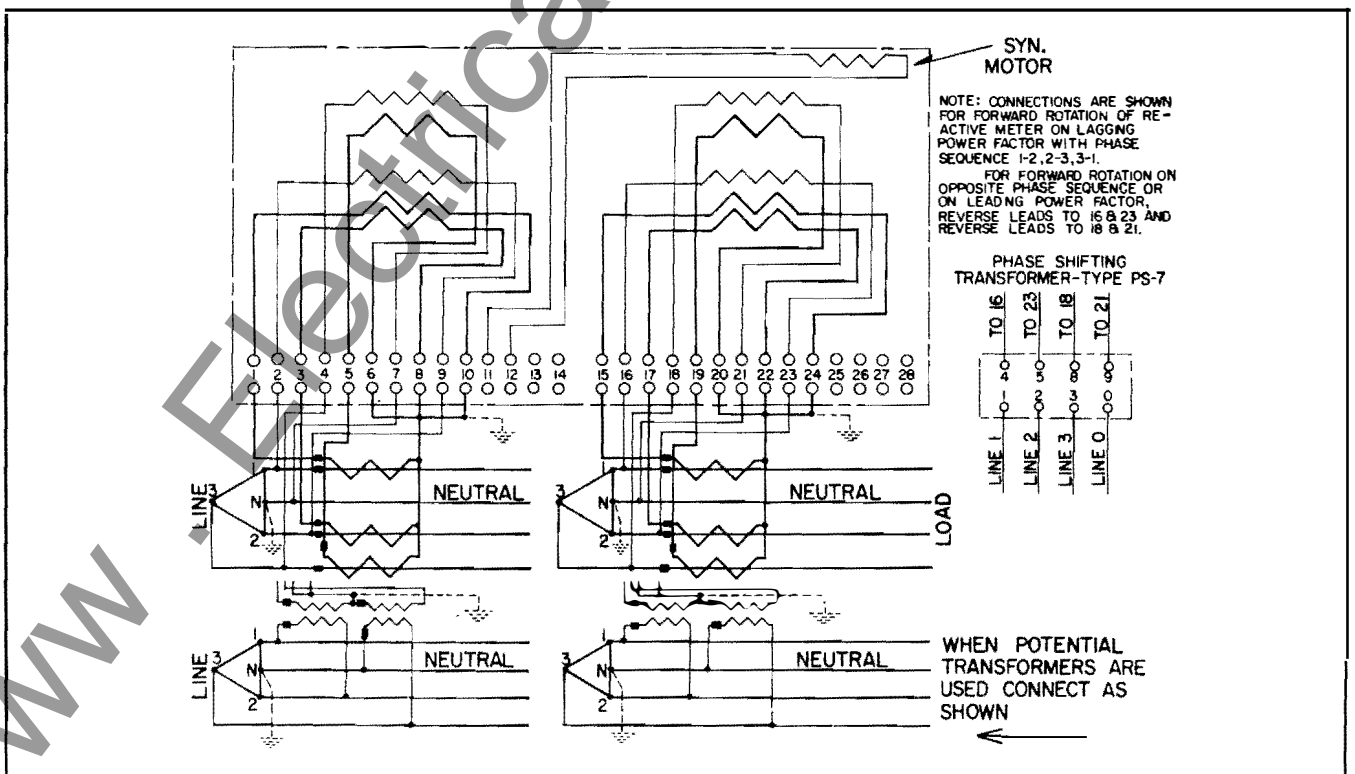 www. Electrica
SYN.
MOTOR
NOTE: CONNECTIONS ARE SHOWN
FOR FORWARD ROTATION OF RE-
ACTIVE METER ON LAGGING
POWER FACTOR WITH PHASE
SEQUENCE 1-2,2-3,3-1.
FOR FORWARD ROTATION ON
OPPOSITE PHASE SEQUENCE OR
ON LEADING POWER FACTOR,
REVERSE LEADS TO 16 & 23 AND
REVERSE LEADS TO 18 & 21.
PHASE SHIFTING
TRANSFORMER-TYPE PS-7
TO 16 TO 23 TO 18 TO 21
4 5 8 9
1 2 3 0
LINE 1 LINE 2 LINE 3 LINE 0
1 2 3 4 5 6 7 8 9 10 11 12 13 14
15 16 17 18 19 20 21 22 23 24 25 26 27 28
LINE 3 1 N 2 NEUTRAL
3 1 N 2 NEUTRAL LOAD
LINE 3 1 N 2 NEUTRAL
3 1 N 2 NEUTRAL
WHEN POTENTIAL
TRANSFORMERS ARE
USED CONNECT AS
SHOWN